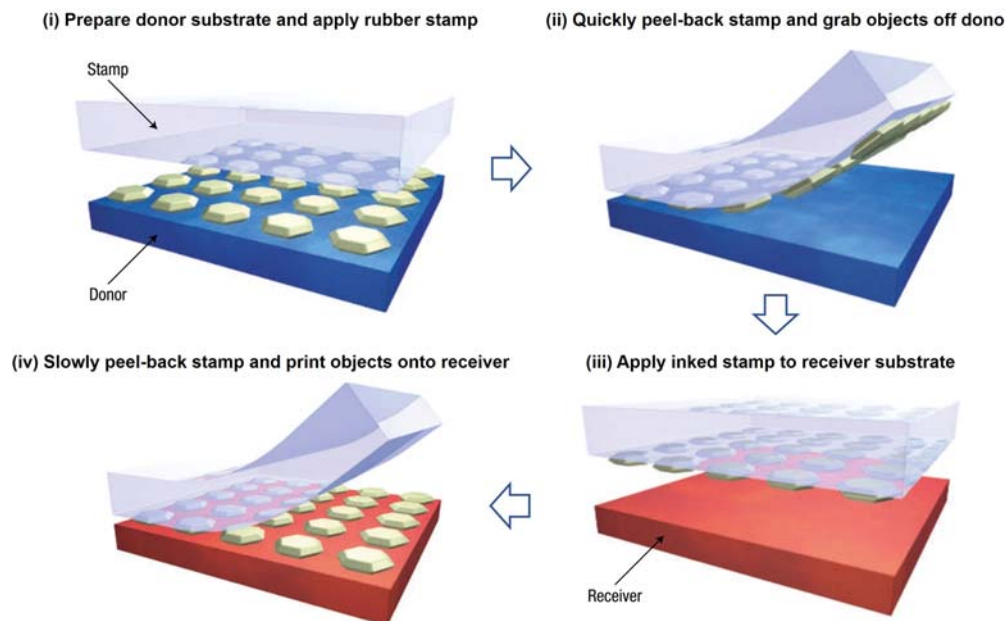 (i) Prepare donor substrate and apply rubber stamp
Stamp
Donor
(ii) Quickly peel-back stamp and grab objects off dono
(iii) Apply inked stamp to receiver substrate
Receiver
(iv) Slowly peel-back stamp and print objects onto receiver